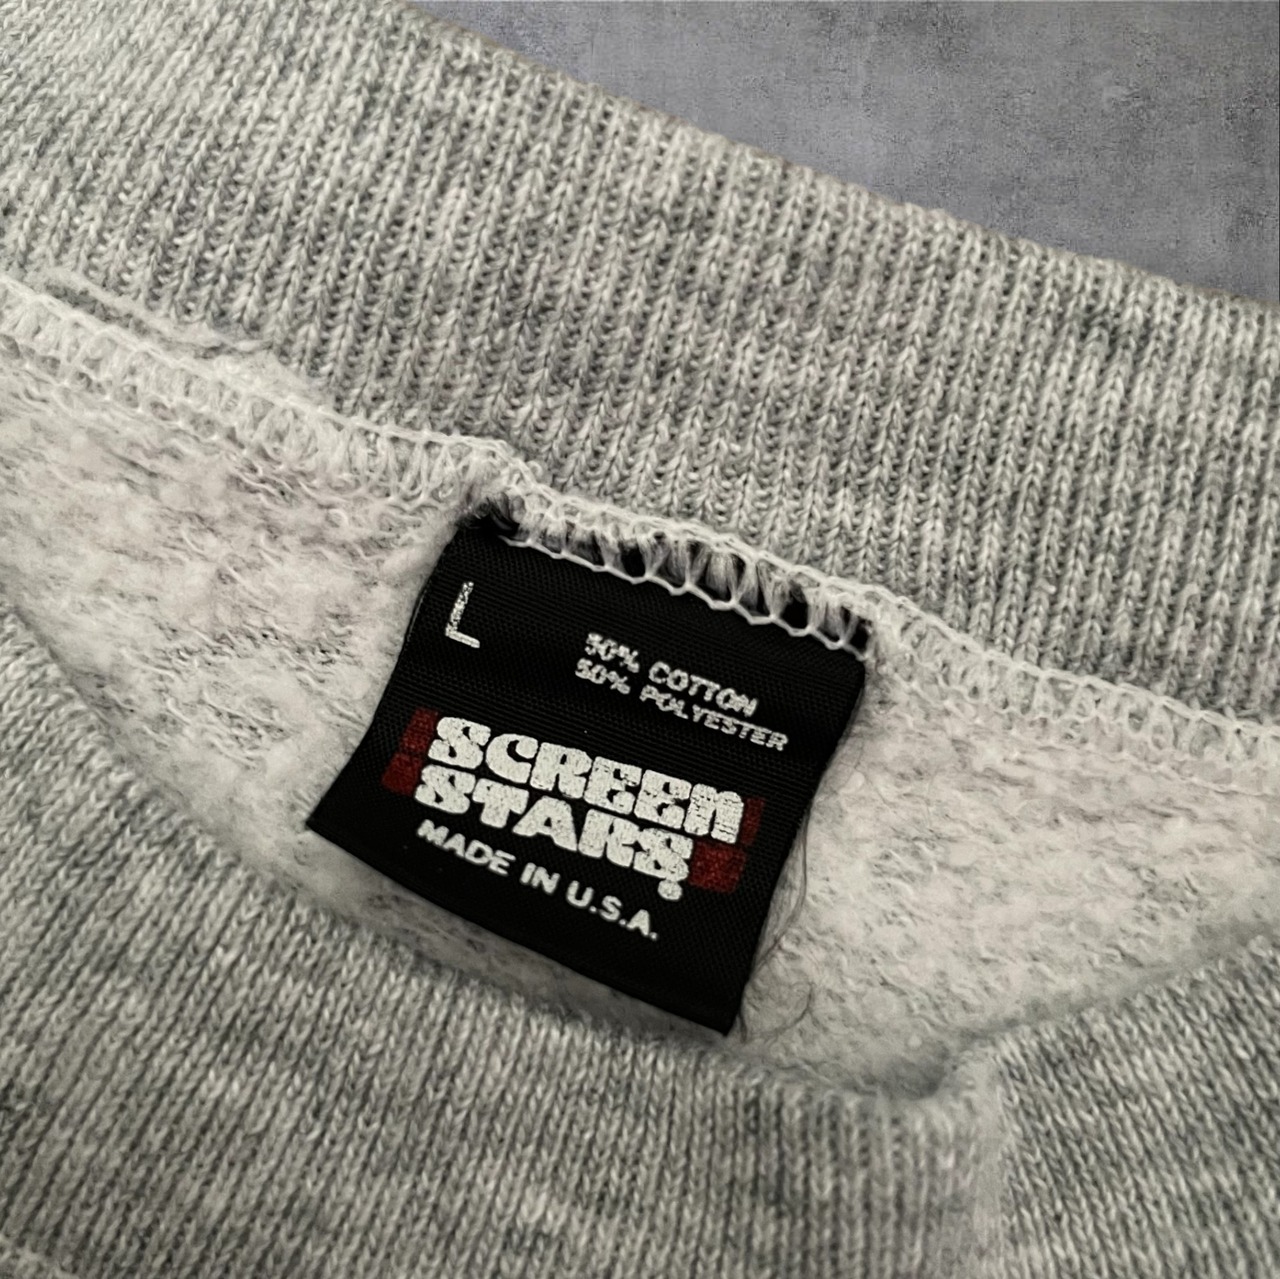 L
50% COTTON
50% POLYESTER
SCREEN
STARS
MADE IN U.S.A.